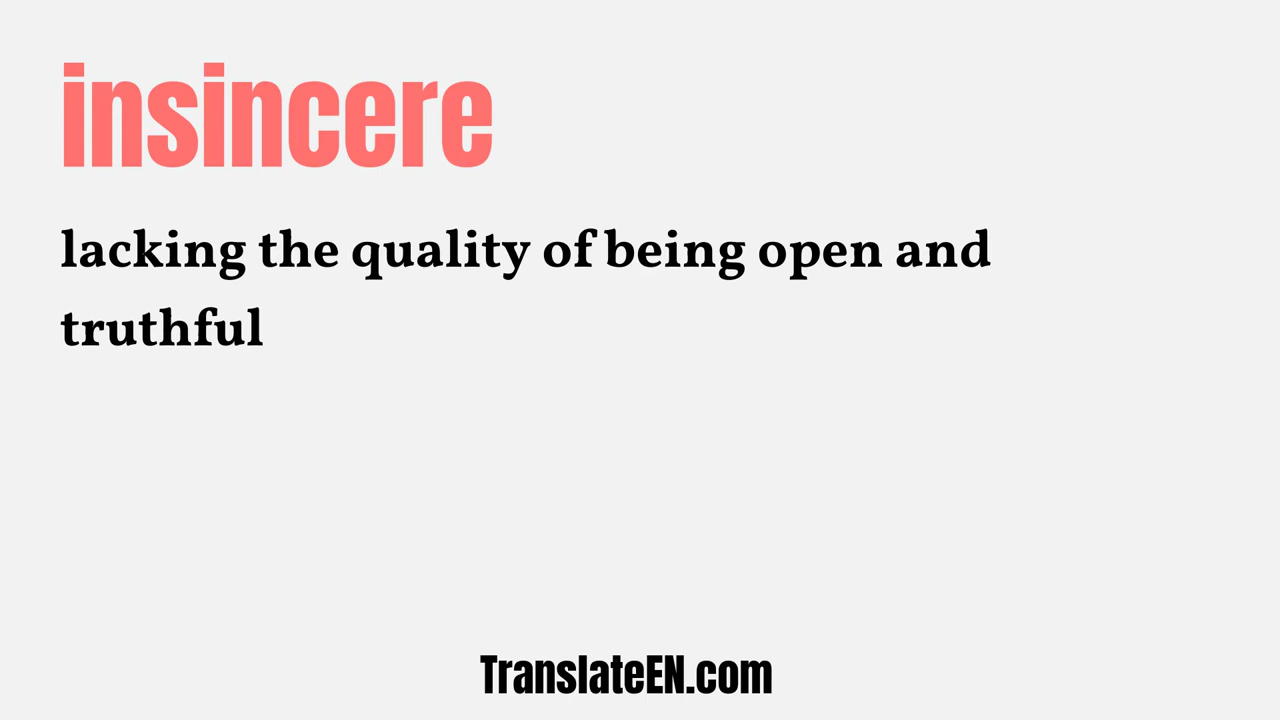 insincere
lacking the quality of being open and
truthful
TranslateEN.com